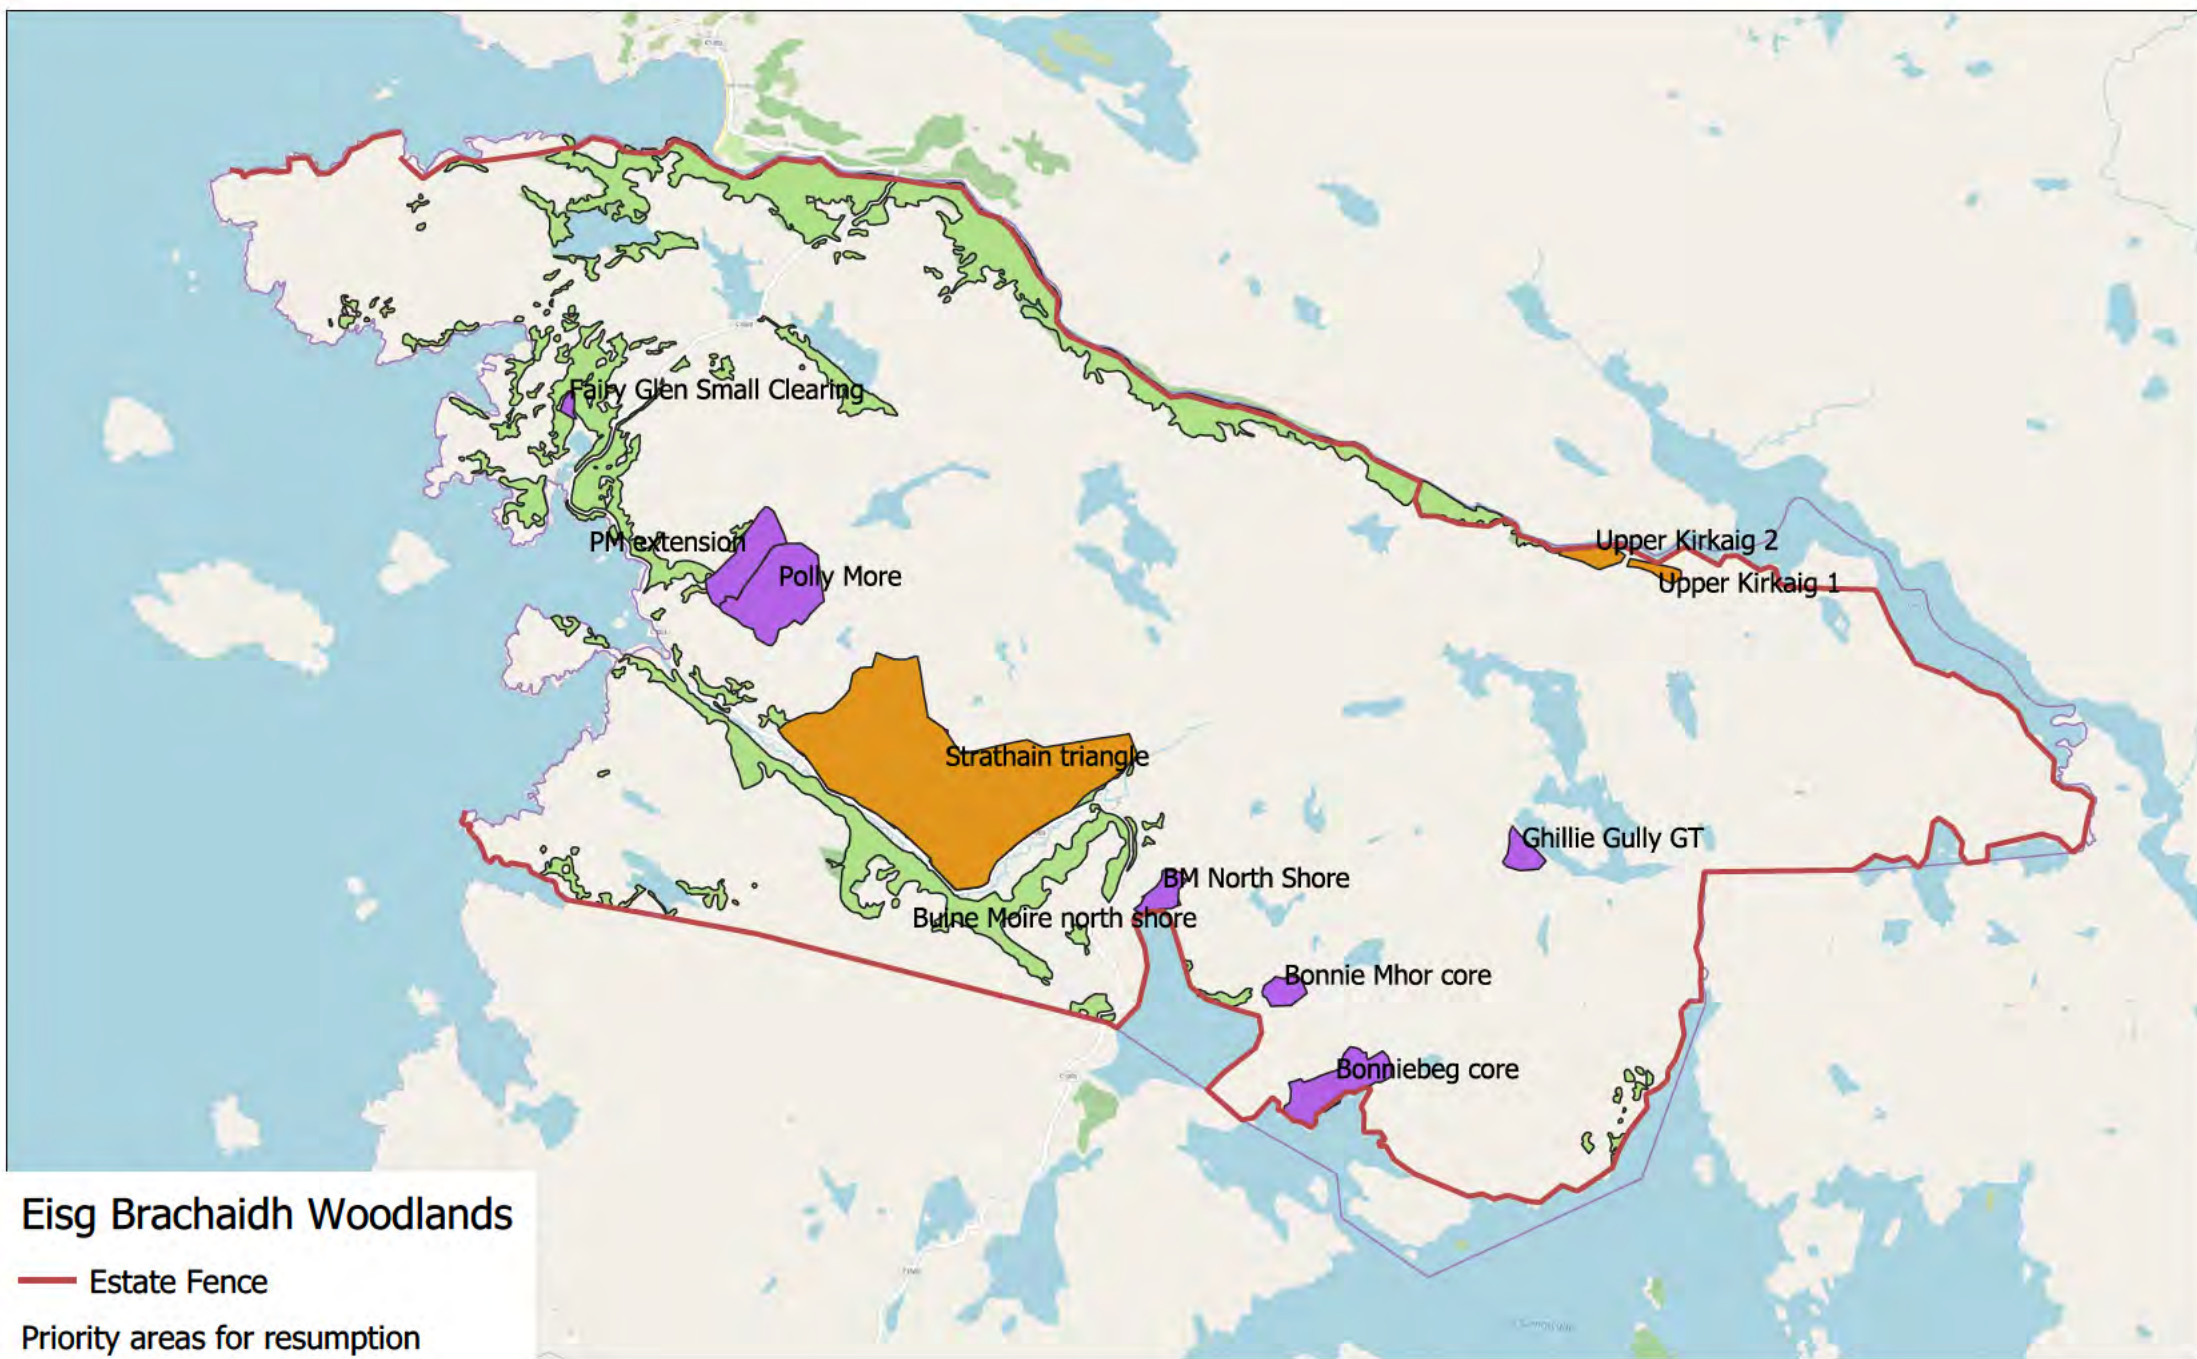 Fairy Glen Small Clearing
PM extension
Polly More
Upper Kirkaig 2
Upper Kirkaig 1
Strathain triangle
Ghillie Gully GT
BM North Shore
Buine Moire north shore
Bonnie Mhor core
Bonniebeg core
Eisg Brachaidh Woodlands
Estate Fence
Priority areas for resumption